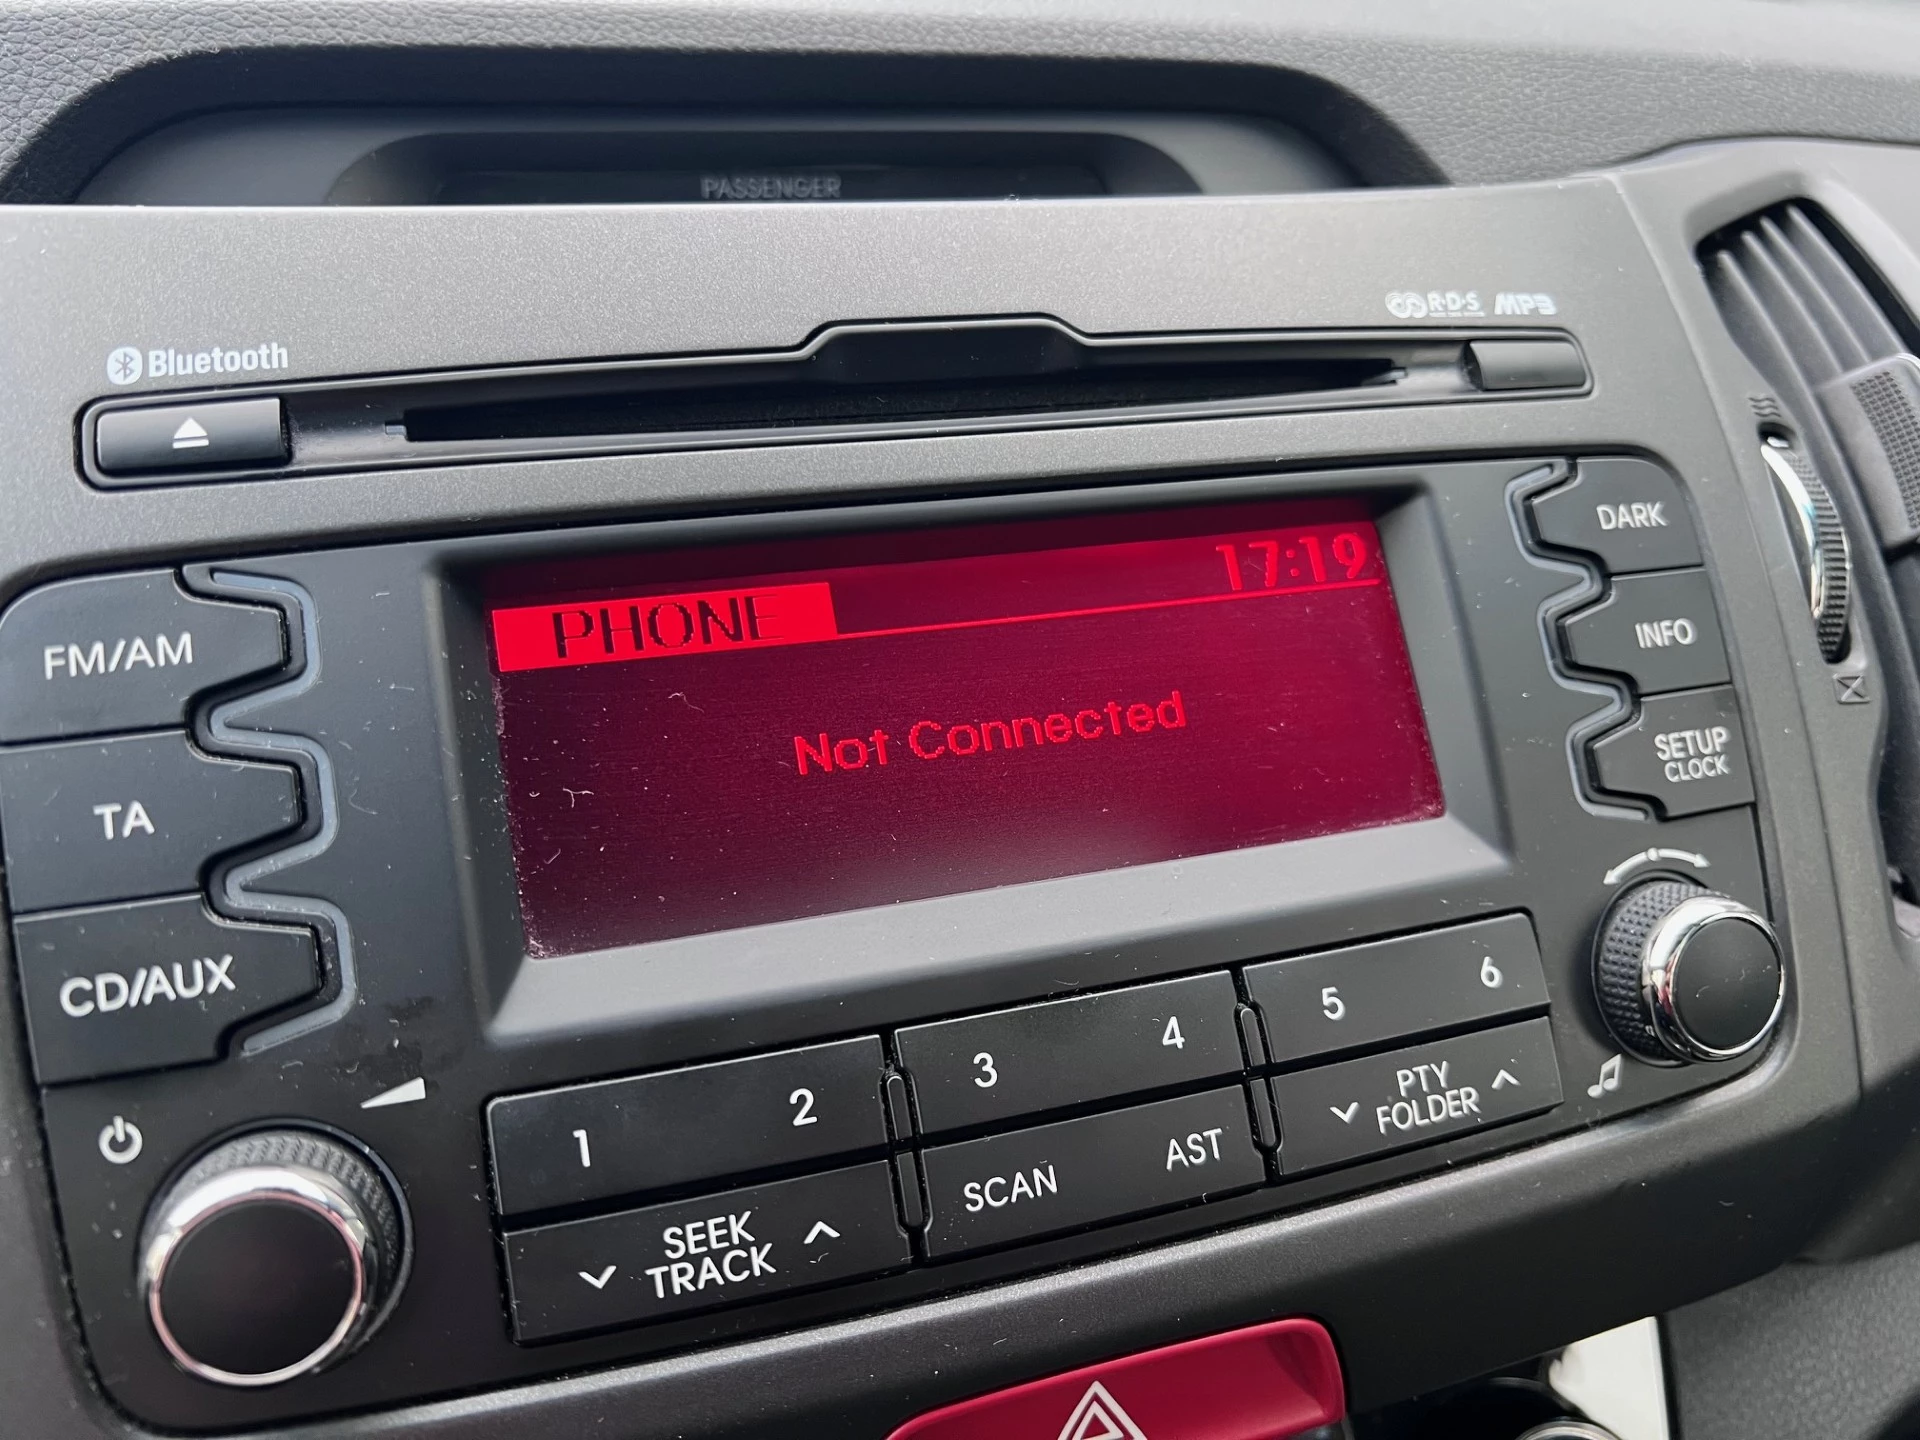 PASSENGER
R·D·S MP3
Bluetooth
DARK
17:19
PHONE
FM/AM
INFO
Not Connected
SETUP
CLOCK
TA
CD/AUX
1 2 3 4 5 6
SEEK
TRACK
SCAN AST
PTY
FOLDER